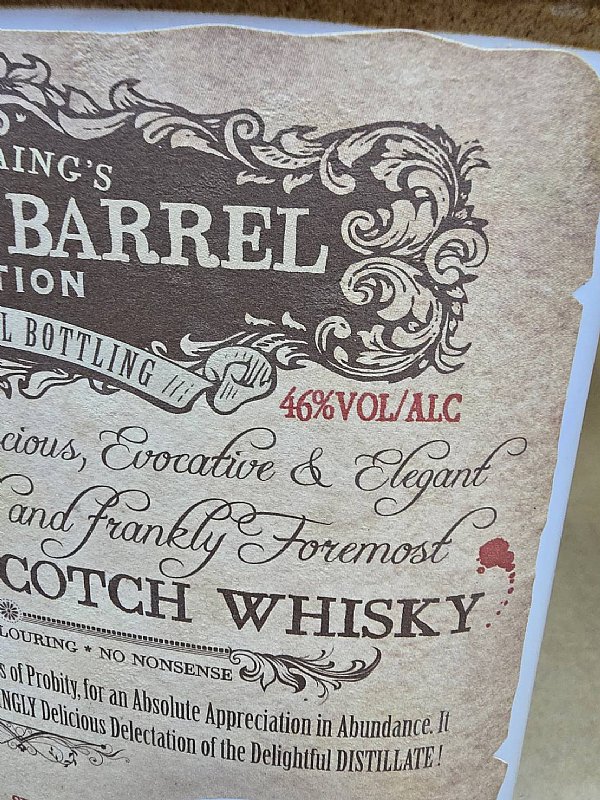 AING'S
BARREL
TION
L BOTTLING
46%VOL/ALC
cious, Evocative & Elegant
and frankly Foremost
COTCH WHISKY
LOURING * NO NONSENSE
s of Probity, for an Absolute Appreciation in Abundance. It
NGLY Delicious Delectation of the Delightful DISTILLATE!